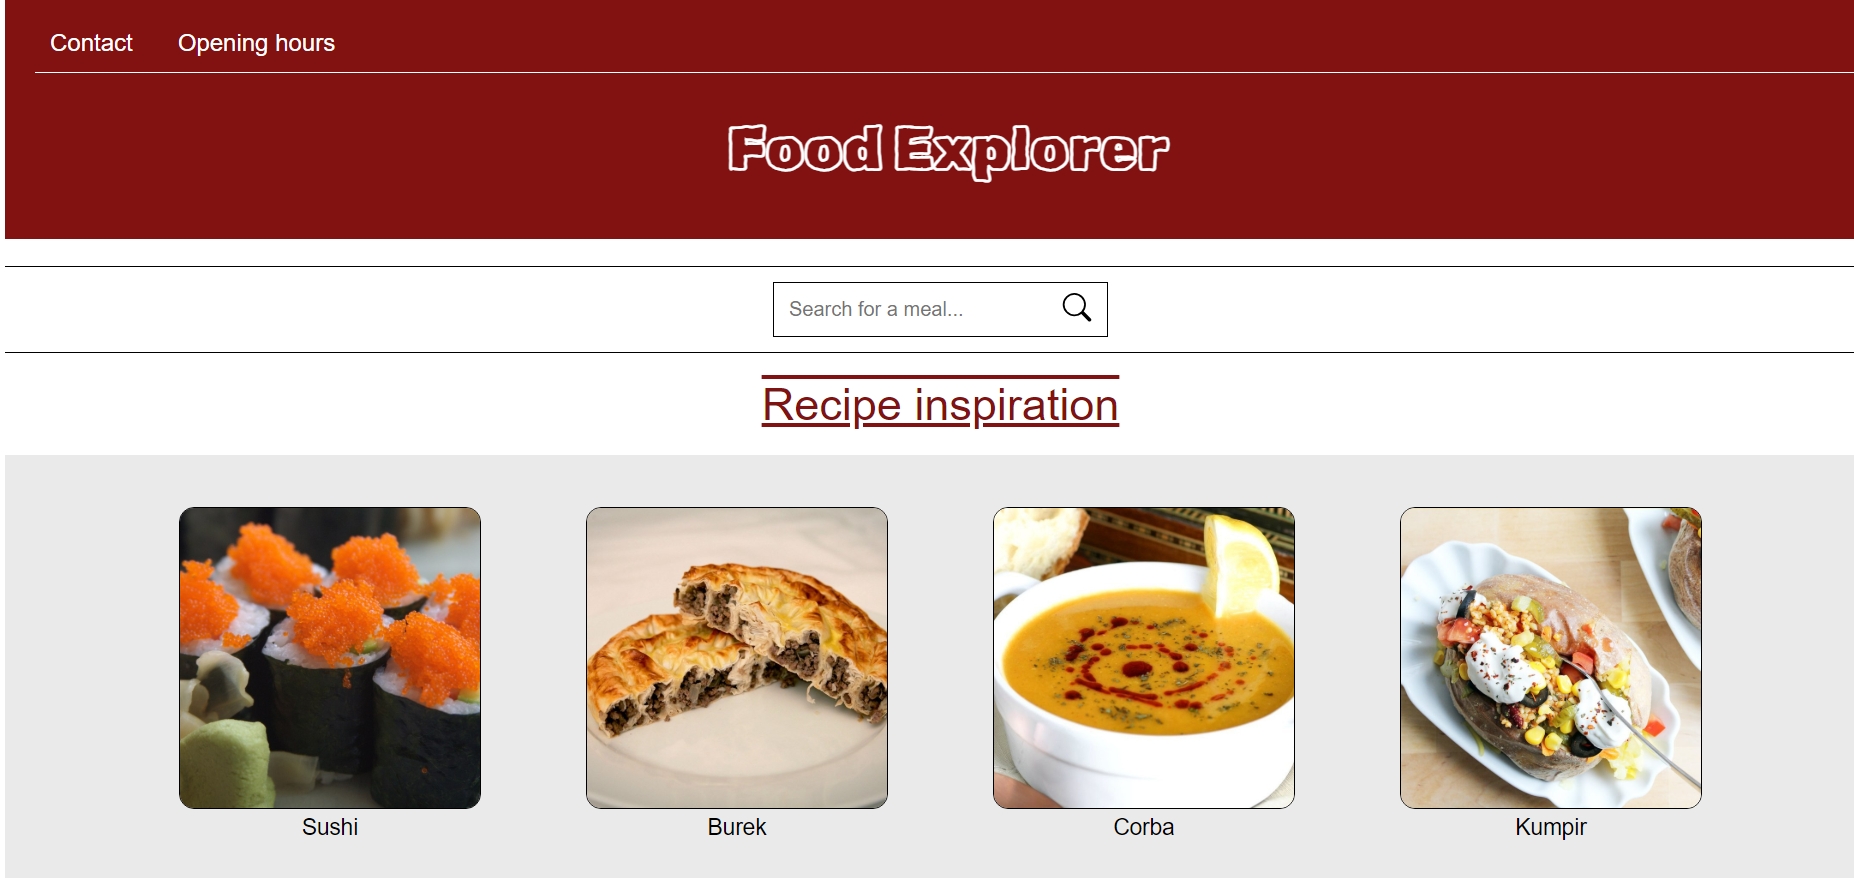 Contact Opening hours
Food Explorer
Search for a meal...
Recipe inspiration
Sushi Burek Corba Kumpir